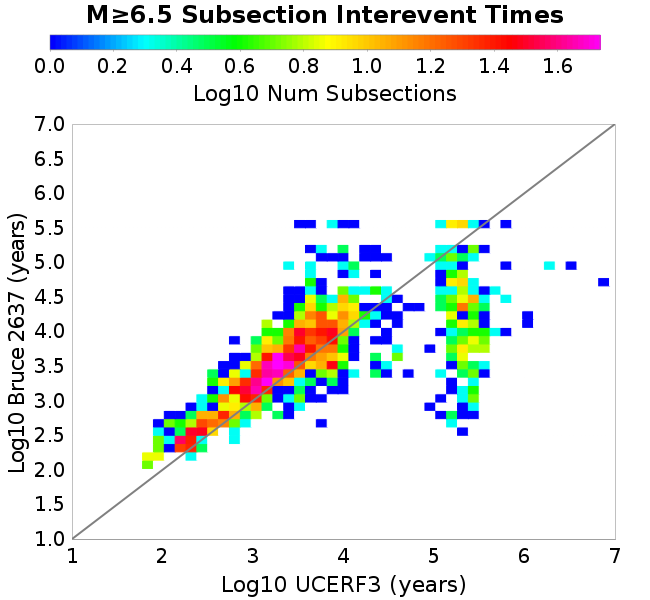 M≥6.5 Subsection Interevent Times
0.0 0.2 0.4 0.6 0.8 1.0 1.2 1.4 1.6
Log10 Num Subsections
Log10 Bruce 2637 (years)
7.0
6.5
6.0
5.5
5.0
4.5
4.0
3.5
3.0
2.5
2.0
1.5
1.0
1 2 3 4 5 6 7
Log10 UCERF3 (years)